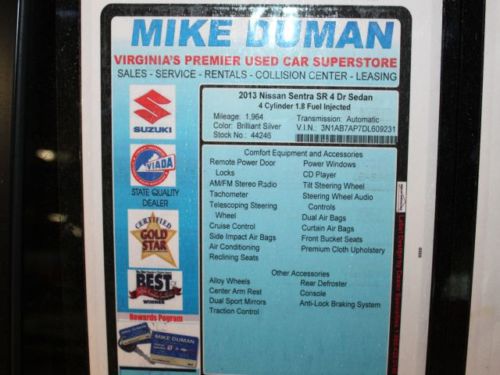 MIKE DUMAN
VIRGINIA'S PREMIER USED CAR SUPERSTORE
SALES - SERVICE - RENTALS - COLLISION CENTER - LEASING
SUZUKI
VIADA
STATE QUALITY
DEALER
CERTIFIED
GOLD
STAR
BEST
WINNER
Rewards Pogram
MIKE DUMAN
2013 Nissan Sentra SR 4 Dr Sedan
4 Cylinder 1.8 Fuel Injected
Mileage: 1,964 Transmission: Automatic
Color: Brilliant Silver V.I.N.: 3N1AB7AP7DL609231
Stock No.: 44246
Comfort Equipment and Accessories
Remote Power Door
Locks
AM/FM Stereo Radio
Tachometer
Telescoping Steering
Wheel
Cruise Control
Side Impact Air Bags
Air Conditioning
Reclining Seats
Power Windows
CD Player
Tilt Steering Wheel
Steering Wheel Audio
Controls
Dual Air Bags
Curtain Air Bags
Front Bucket Seats
Premium Cloth Upholstery
Other Accessories
Alloy Wheels
Center Arm Rest
Dual Sport Mirrors
Traction Control
Rear Defroster
Console
Anti-Lock Braking System